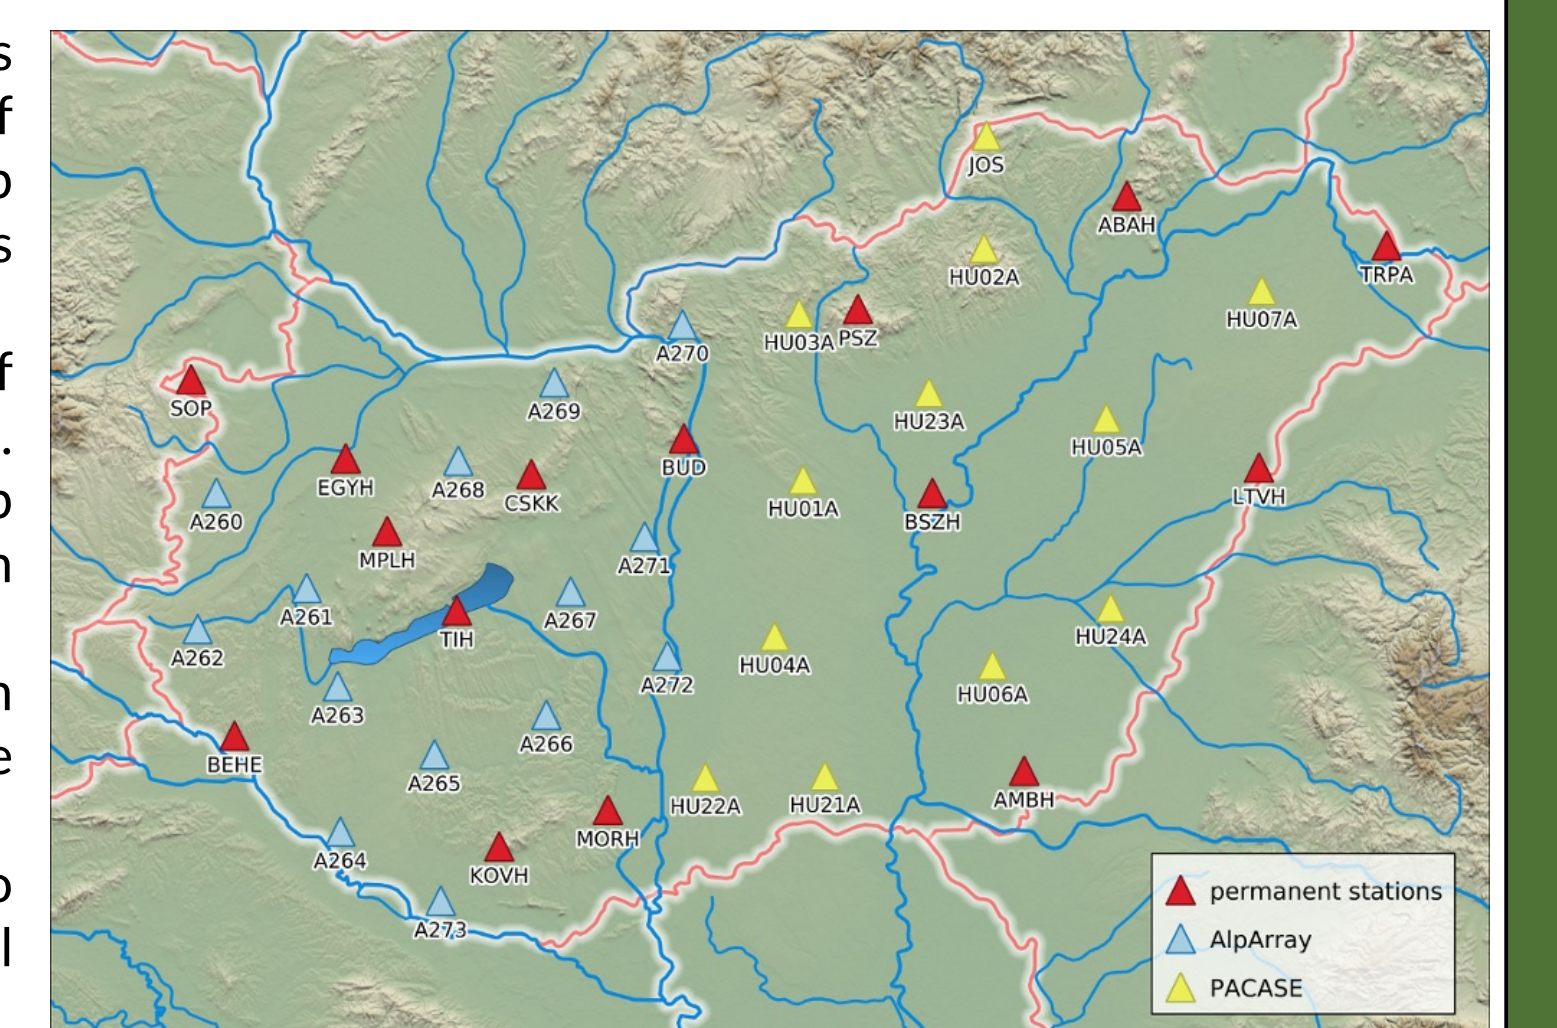 s
f
p
s
f
.
p
n
n
e
o
l
JOS
ABAH
TRPA
HU02A
HU07A
HU03A
PSZ
A270
SOP
A269
HU23A
HU05A
BUD
EGYH
A268
CSKK
LTVH
A260
HU01A
BSZH
MPLH
A271
A261
A267
TIH
HU24A
A262
HU04A
A272
HU06A
A263
A266
BEHE
A265
HU22A
HU21A
AMBH
MORH
A264
KOVH
A273
permanent stations
AlpArray
PACASE